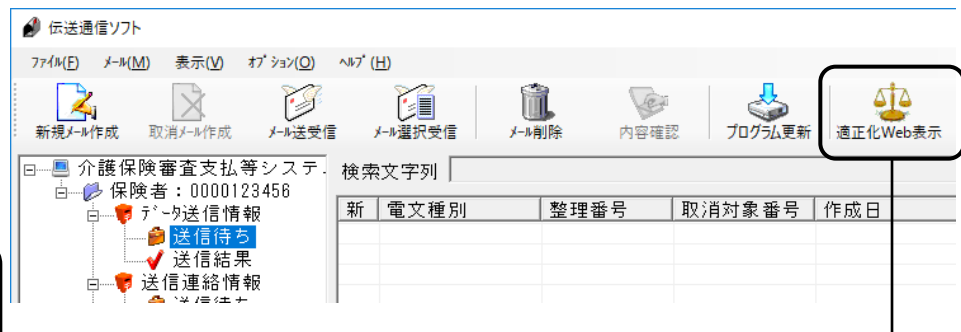 伝送通信ソフト
ﾌｧｲﾙ(F) ﾒｰﾙ(M) 表示(V) ｵﾌﾟｼｮﾝ(O) ﾍﾙﾌﾟ(H)
新規ﾒｰﾙ作成 取消ﾒｰﾙ作成 ﾒｰﾙ送受信 ﾒｰﾙ選択受信 ﾒｰﾙ削除 内容確認 プログラム更新 適正化Web表示
介護保険審査支払等システ
検索文字列
保険者：0000123456
ﾃﾞｰﾀ送信情報
新 電文種別 整理番号 取消対象番号 作成日
送信待ち
送信結果
送信連絡情報